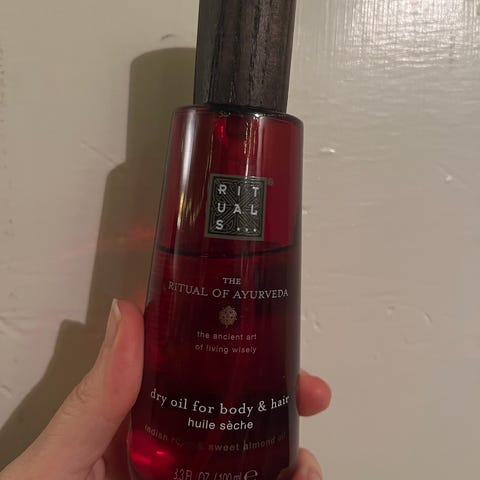 RIT
UAL
S...
®
THE
RITUAL OF AYURVEDA
the ancient art
of living wisely
dry oil for body & hair
huile sèche
& sweet almond oil
3.3 FL. OZ / 100 ml ℮